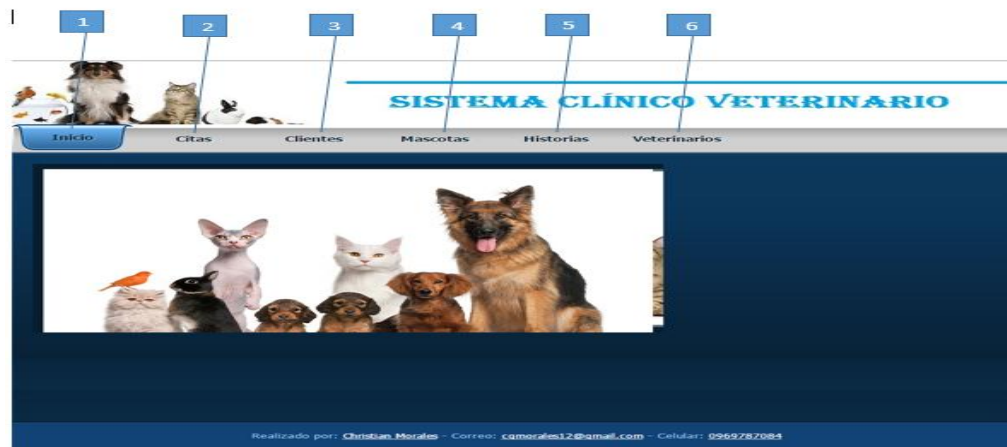 1 2 3 4 5 6
SISTEMA CLÍNICO VETERINARIO
Inicio Citas Clientes Mascotas Historias Veterinarios
Realizado por: Christian Morales - Correo: cqmorales12@gmail.com - Celular: 0969787084